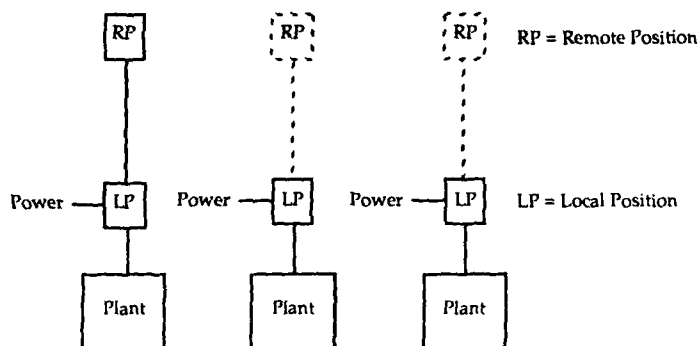 RP RP RP RP = Remote Position
Power LP Power LP Power LP LP = Local Position
Plant Plant Plant